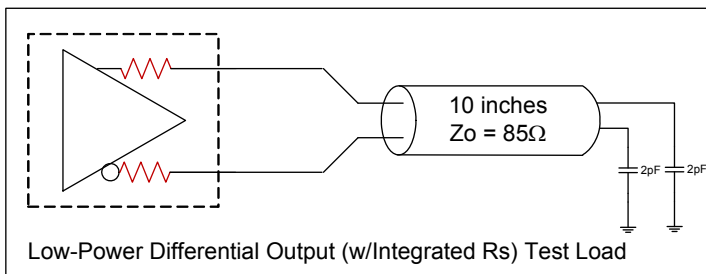 10 inches
Zo = 85Ω
2pF
2pF
Low-Power Differential Output (w/Integrated Rs) Test Load